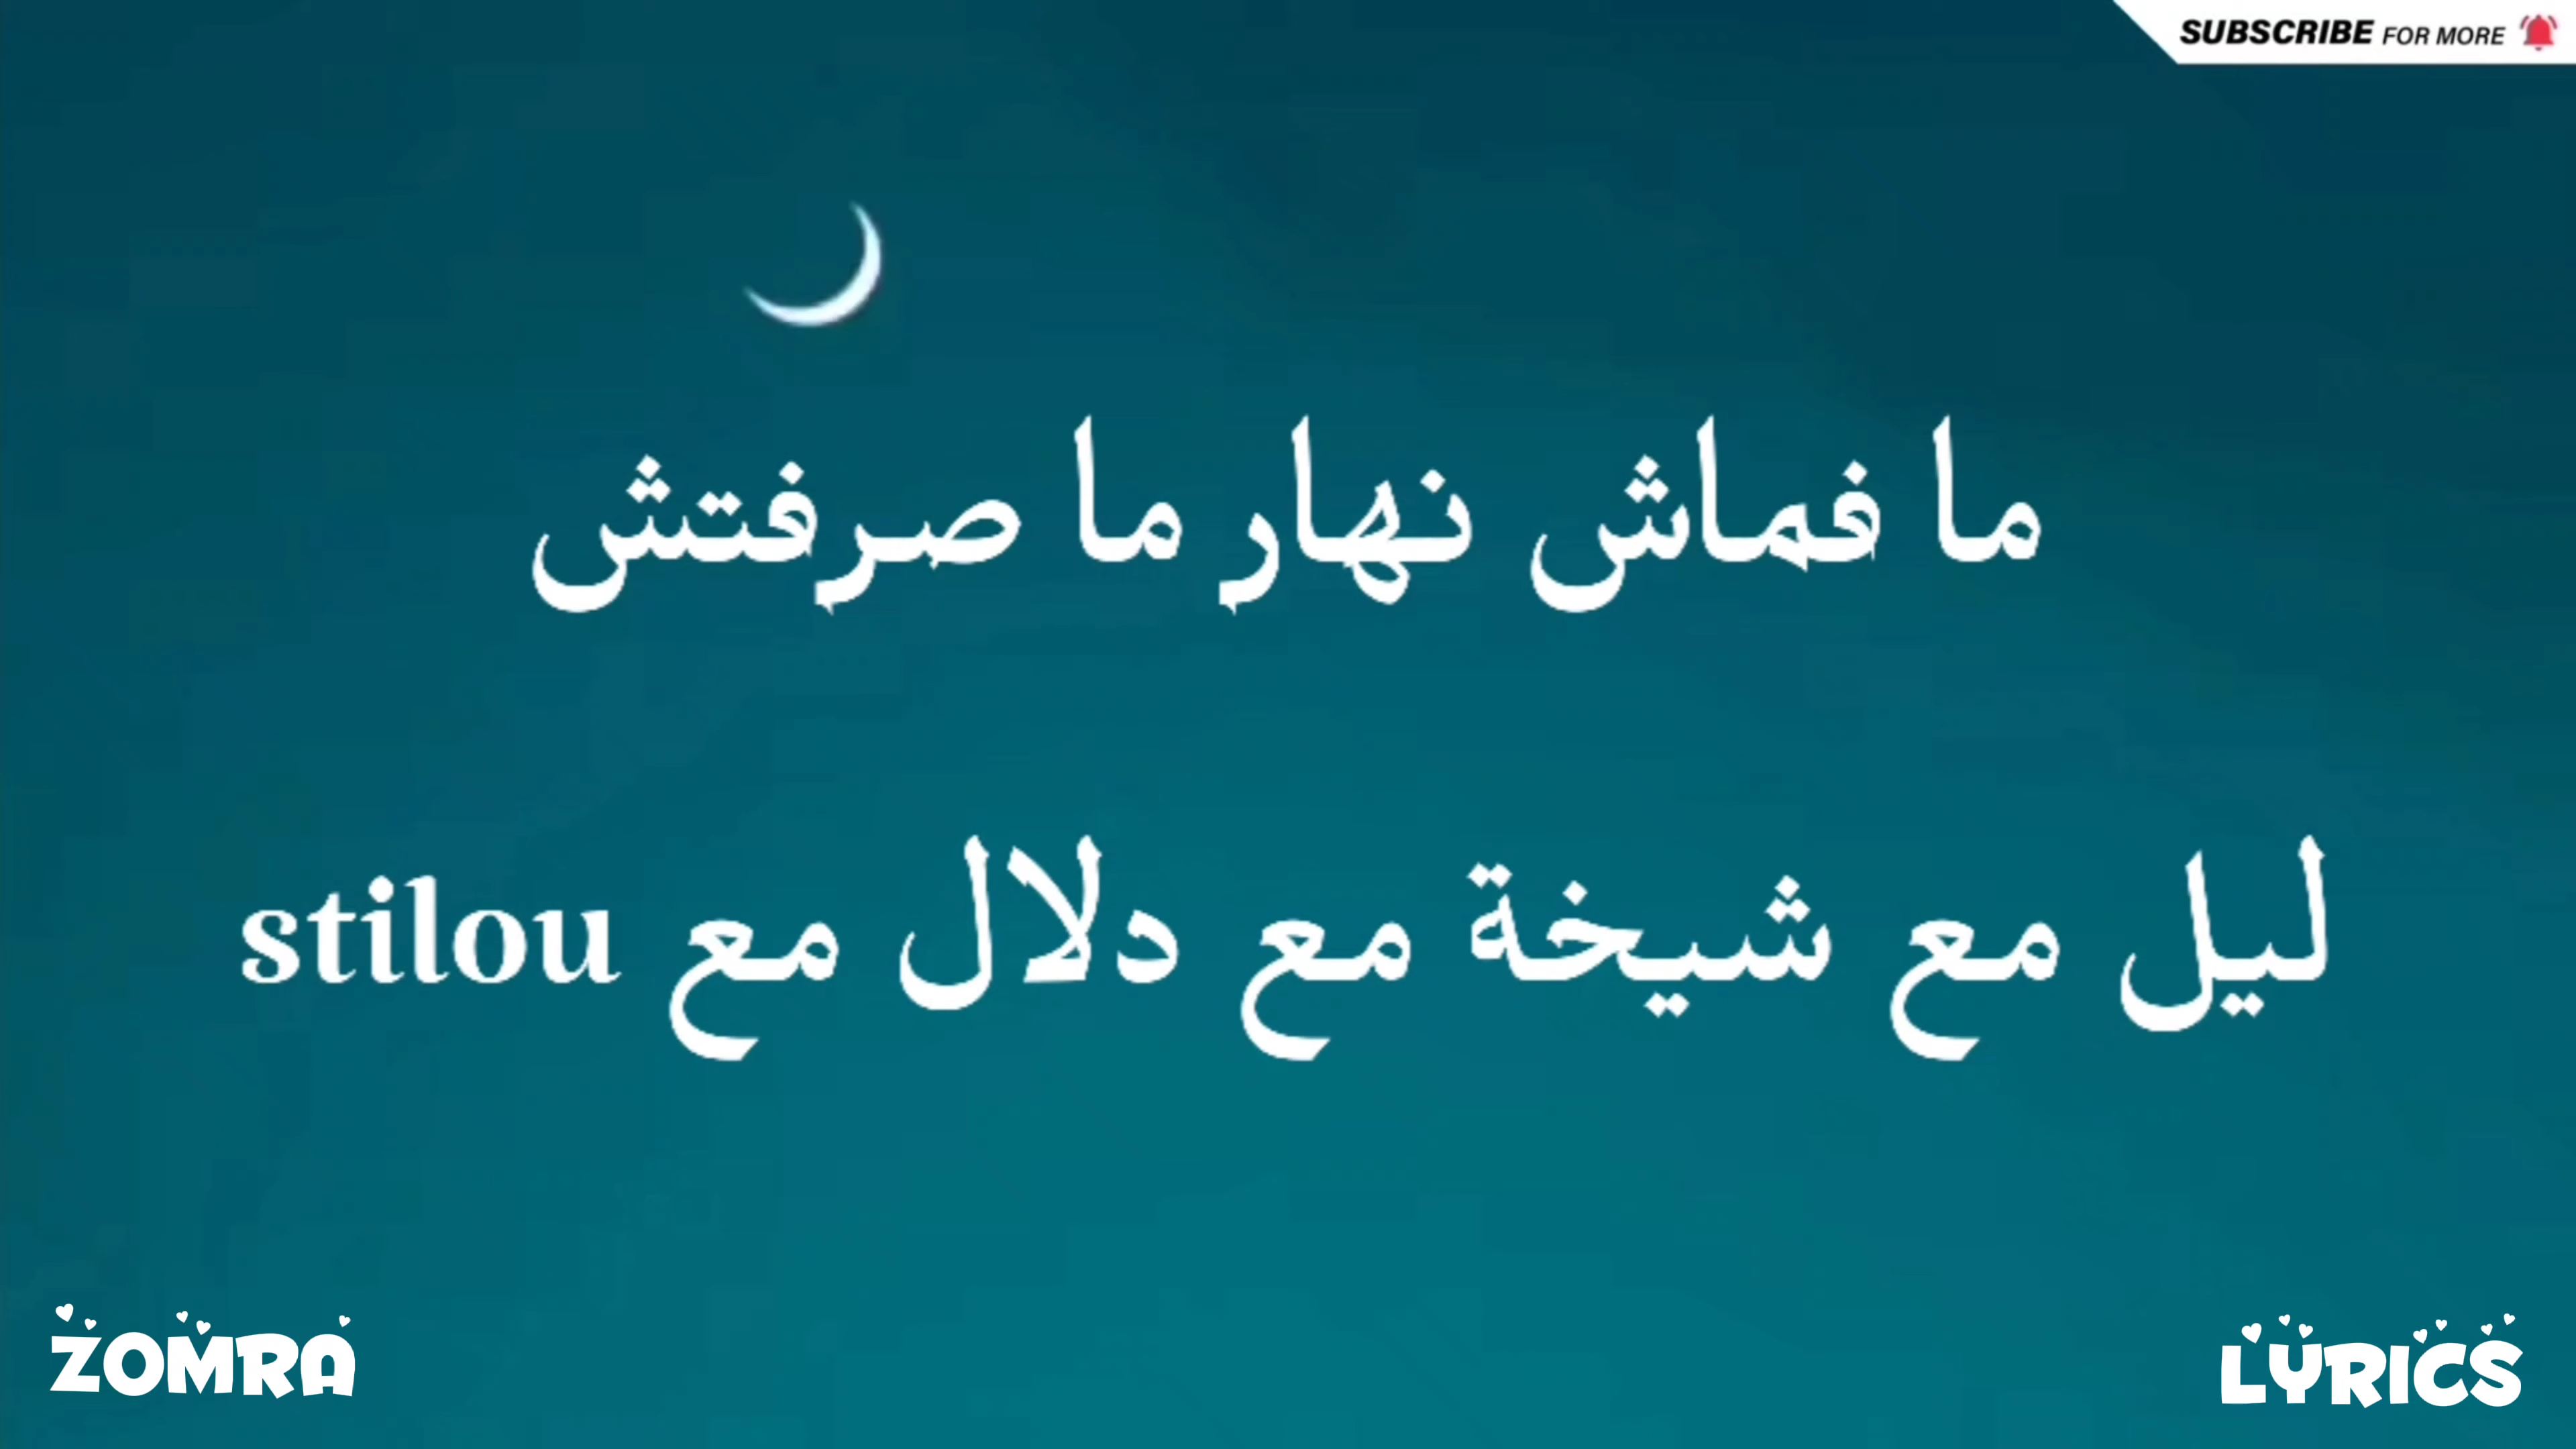 SUBSCRIBE FOR MORE
ما فماش نهار ما صرفتش
ليل مع شيخة مع دلال مع stilou
ZOMRA
LYRICS